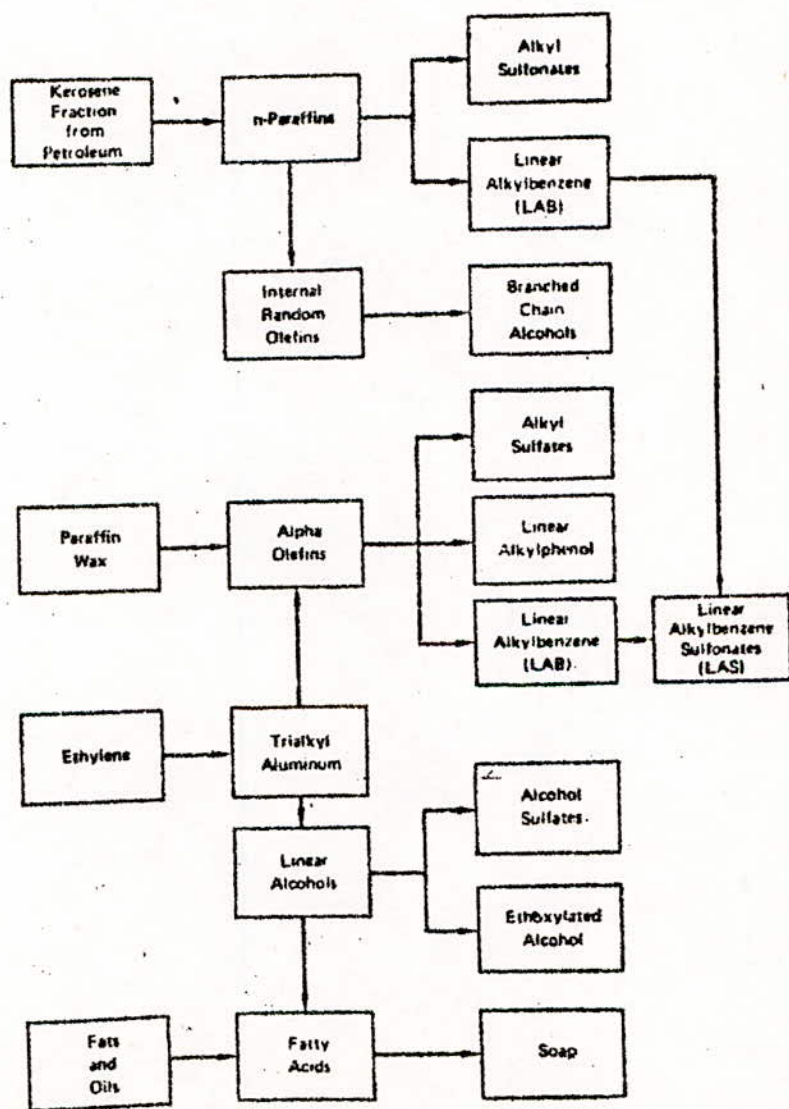 Alkyl
Sulfonates
Kerosene
Fraction
from
Petroleum
n-Paraffins
Linear
Alkylbenzene
(LAB)
Internal
Random
Olefins
Branched
Chain
Alcohols
Alkyl
Sulfates
Paraffin
Wax
Alpha
Olefins
Linear
Alkylphenol
Linear
Alkylbenzene
(LAB).
Linear
Alkylbenzene
Sulfonates
(LAS)
Ethylene
Trialkyl
Aluminum
Alcohol
Sulfates.
Linear
Alcohols
Ethoxylated
Alcohol
Fats
and
Oils
Fatty
Acids
Soap